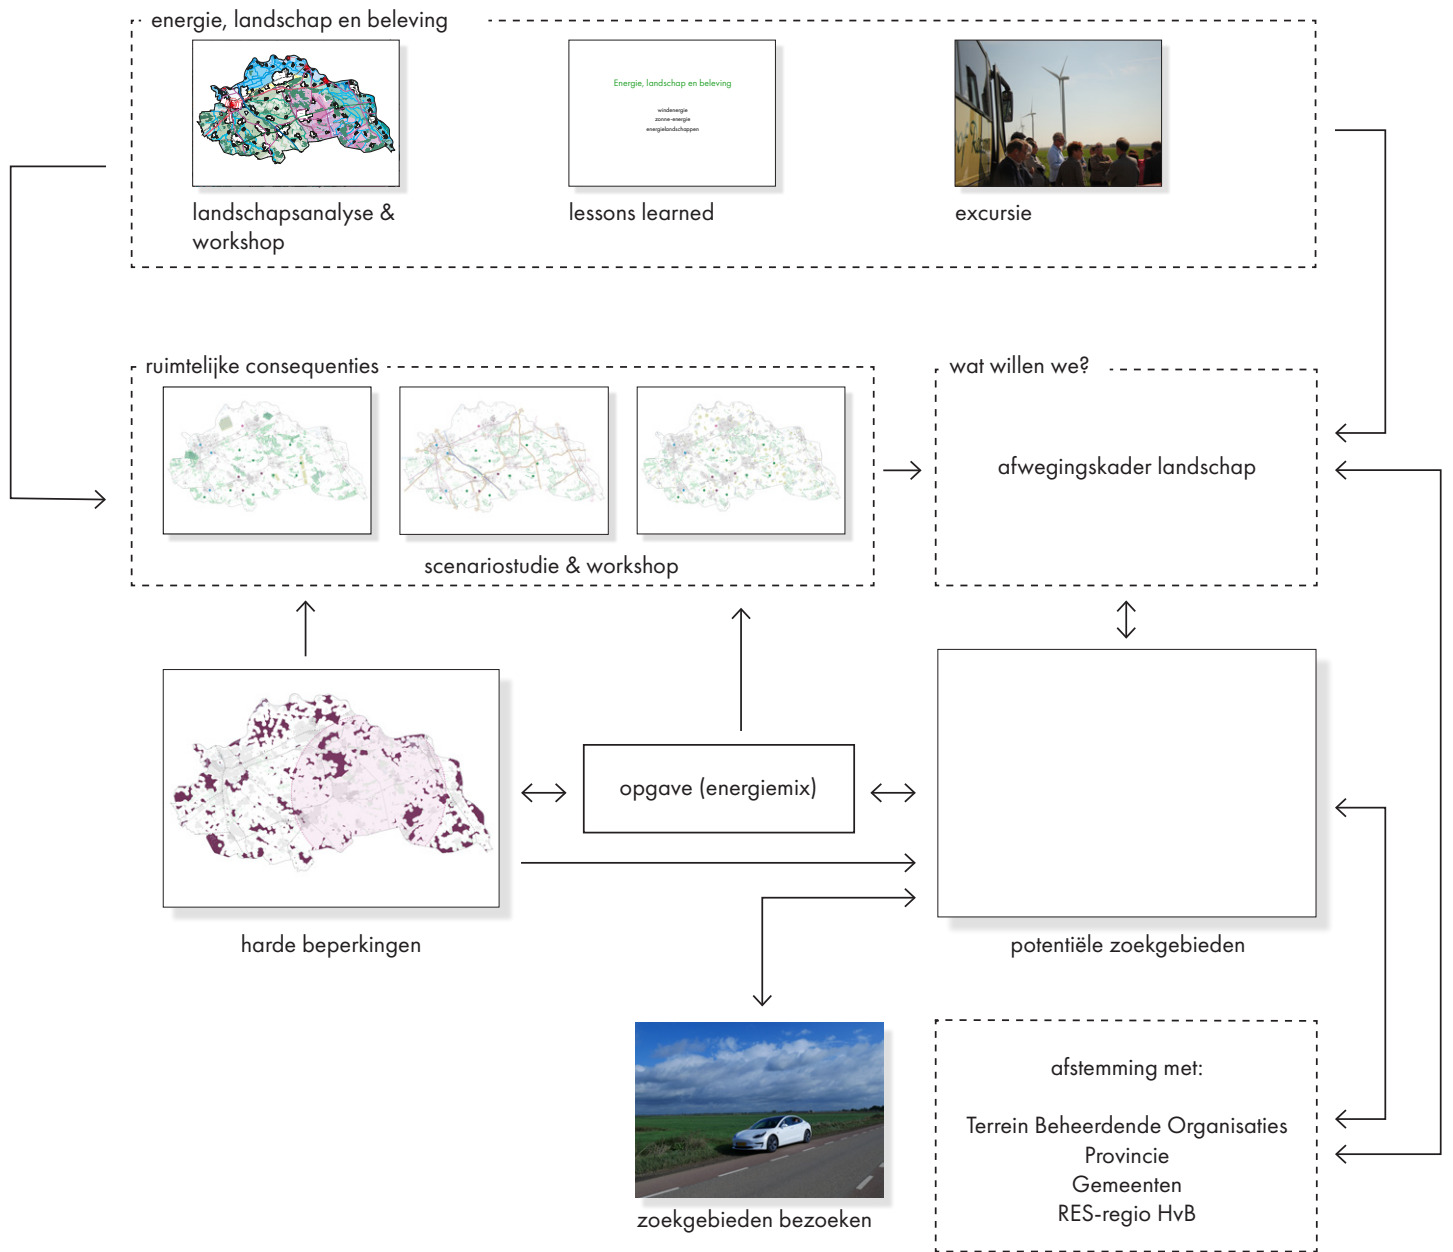 energie, landschap en beleving
Energie, landschap en beleving
windenergie
zonne-energie
energielandschappen
landschapsanalyse &
workshop
lessons learned
excursie
ruimtelijke consequenties
scenariostudie & workshop
wat willen we?
afwegingskader landschap
harde beperkingen
opgave (energiemix)
potentiële zoekgebieden
zoekgebieden bezoeken
afstemming met:
Terrein Beheerdende Organisaties
Provincie
Gemeenten
RES-regio HvB